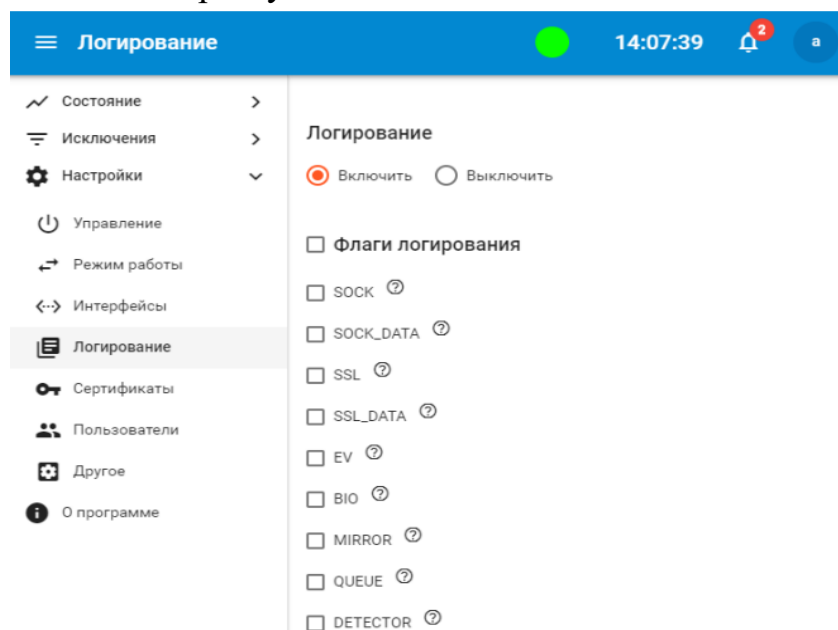 Логирование 14:07:39 2 a
Состояние
Исключения
Настройки
Управление
Режим работы
Интерфейсы
Логирование
Сертификаты
Пользователи
Другое
О программе
Логирование
Включить Выключить
Флаги логирования
SOCK ?
SOCK_DATA ?
SSL ?
SSL_DATA ?
EV ?
BIO ?
MIRROR ?
QUEUE ?
DETECTOR ?